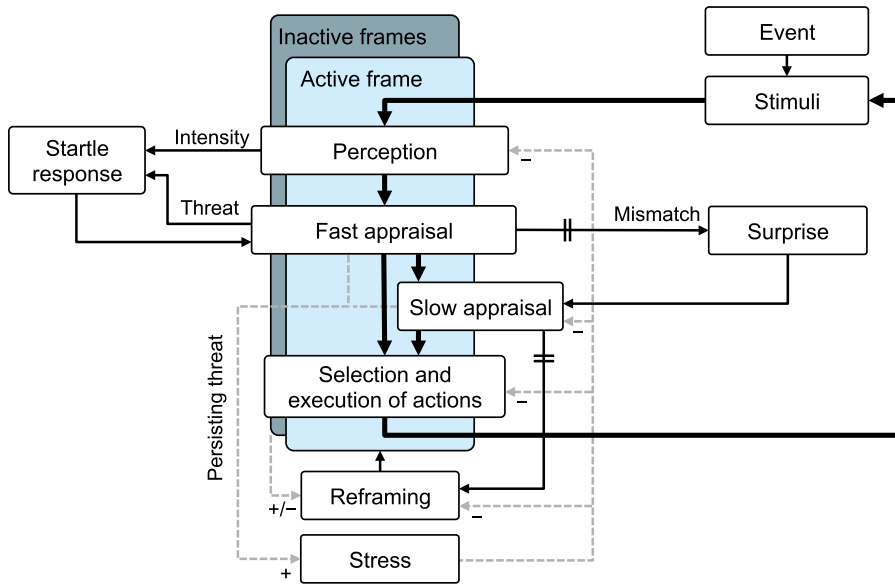 Inactive frames
Event
Active frame
Stimuli
Startle
response
Intensity
Perception
–
Threat
Fast appraisal
Mismatch
Surprise
Slow appraisal
–
Persisting threat
Selection and
execution of actions
–
Reframing
+/–
–
Stress
+